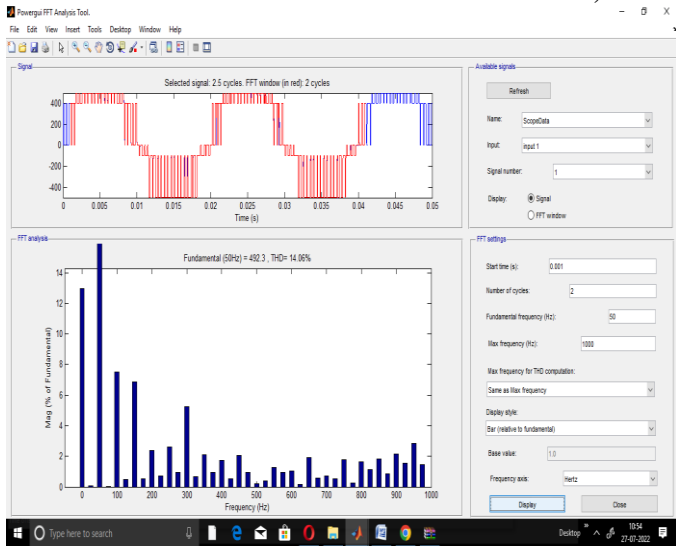 Powergui FFT Analysis Tool.
File Edit View Insert Tools Desktop Window Help
Signal
Selected signal: 2.5 cycles. FFT window (in red): 2 cycles
400
200
0
-200
-400
0 0.005 0.01 0.015 0.02 0.025 0.03 0.035 0.04 0.045 0.05
Time (s)
FFT analysis
Fundamental (50Hz) = 492.3 , THD= 14.06%
14
12
10
8
6
4
2
0
Mag (% of Fundamental)
0 100 200 300 400 500 600 700 800 900 1000
Frequency (Hz)
Available signals
Refresh
Name: ScopeData
Input: input 1
Signal number: 1
Display: Signal
FFT window
FFT settings
Start time (s): 0.001
Number of cycles: 2
Fundamental frequency (Hz): 50
Max frequency (Hz): 1000
Max frequency for THD computation:
Same as Max frequency
Display style:
Bar (relative to fundamental)
Base value: 1.0
Frequency axis: Hertz
Display Close
Type here to search
Desktop
10:54
27-07-2022